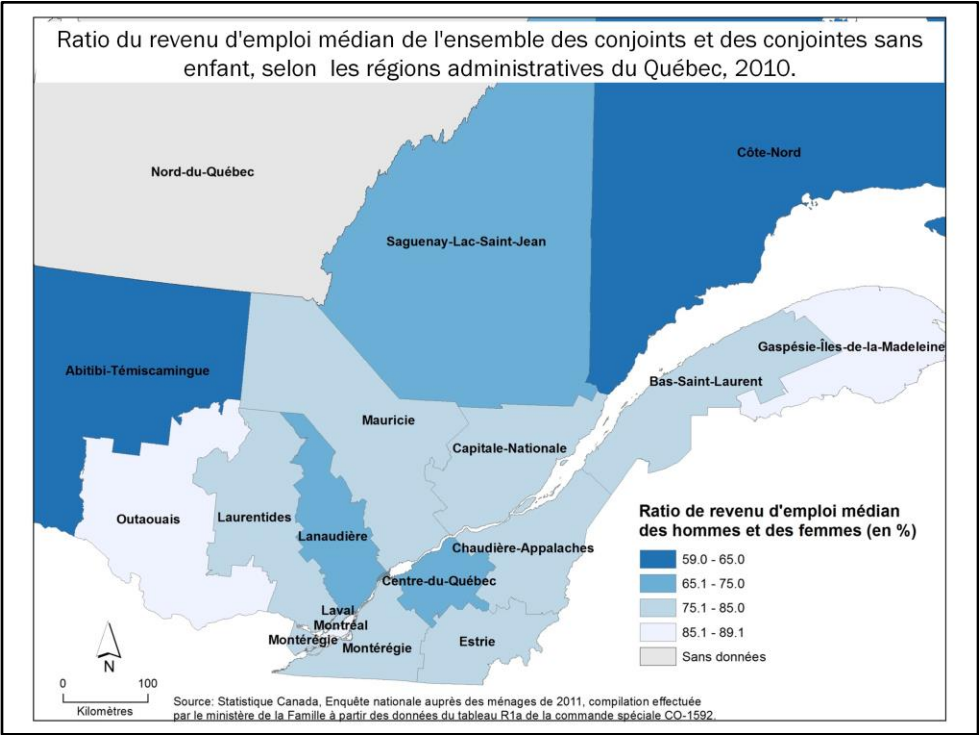 Ratio du revenu d'emploi médian de l'ensemble des conjoints et des conjointes sans
enfant, selon les régions administratives du Québec, 2010.
Côte-Nord
Nord-du-Québec
Saguenay-Lac-Saint-Jean
Gaspésie-Îles-de-la-Madeleine
Abitibi-Témiscamingue
Bas-Saint-Laurent
Mauricie
Capitale-Nationale
Outaouais
Laurentides
Lanaudière
Chaudière-Appalaches
Centre-du-Québec
Laval
Montréal
Montérégie
Montérégie
Estrie
Ratio de revenu d'emploi médian
des hommes et des femmes (en %)
59.0 - 65.0
65.1 - 75.0
75.1 - 85.0
85.1 - 89.1
Sans données
N
0 100
Kilomètres
Source: Statistique Canada, Enquête nationale auprès des ménages de 2011, compilation effectuée
par le ministère de la Famille à partir des données du tableau R1a de la commande spéciale CO-1592.